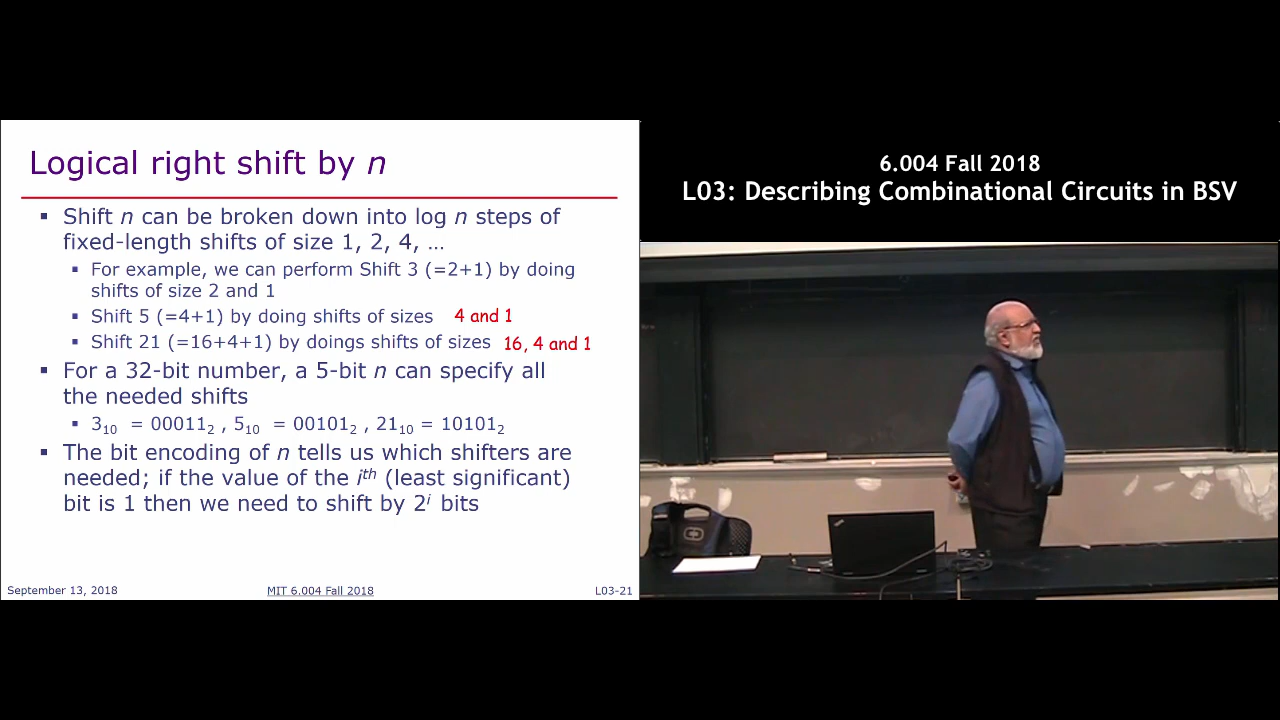 Logical right shift by n
▪ Shift n can be broken down into log n steps of
fixed-length shifts of size 1, 2, 4, …
▪ For example, we can perform Shift 3 (=2+1) by doing
shifts of size 2 and 1
▪ Shift 5 (=4+1) by doing shifts of sizes 4 and 1
▪ Shift 21 (=16+4+1) by doings shifts of sizes 16, 4 and 1
▪ For a 32-bit number, a 5-bit n can specify all
the needed shifts
▪ 3₁₀ = 00011₂ , 5₁₀ = 00101₂ , 21₁₀ = 10101₂
▪ The bit encoding of n tells us which shifters are
needed; if the value of the iᵗʰ (least significant)
bit is 1 then we need to shift by 2ⁱ bits
September 13, 2018 MIT 6.004 Fall 2018 L03-21
6.004 Fall 2018
L03: Describing Combinational Circuits in BSV